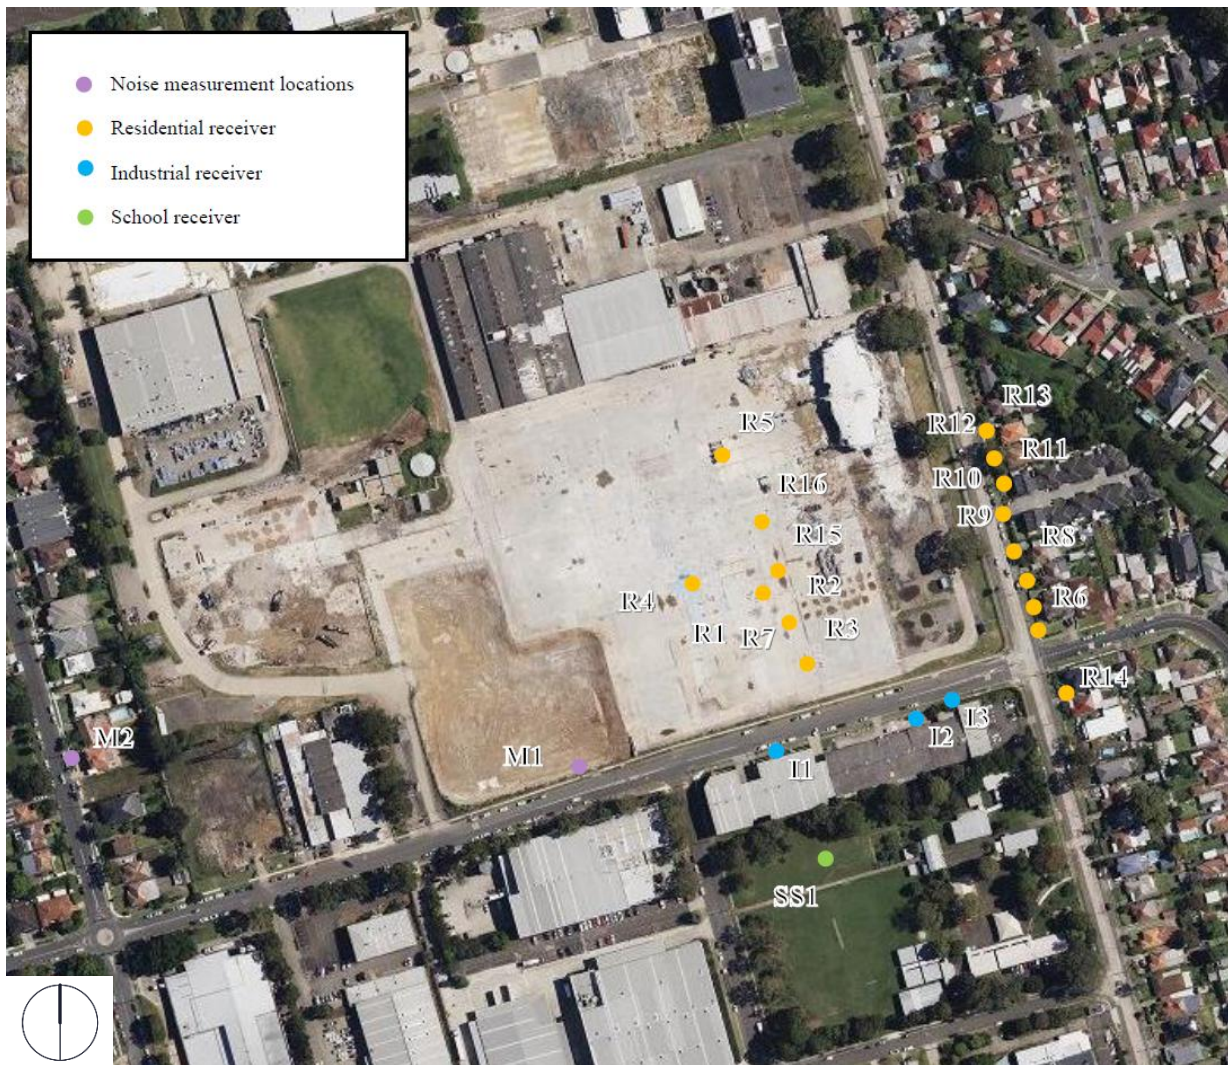 Noise measurement locations
Residential receiver
Industrial receiver
School receiver
R13
R12
R5
R11
R10
R16
R9
R15
R8
R2
R4
R6
R1
R7
R3
R14
I3
I2
M2
M1
I1
SS1